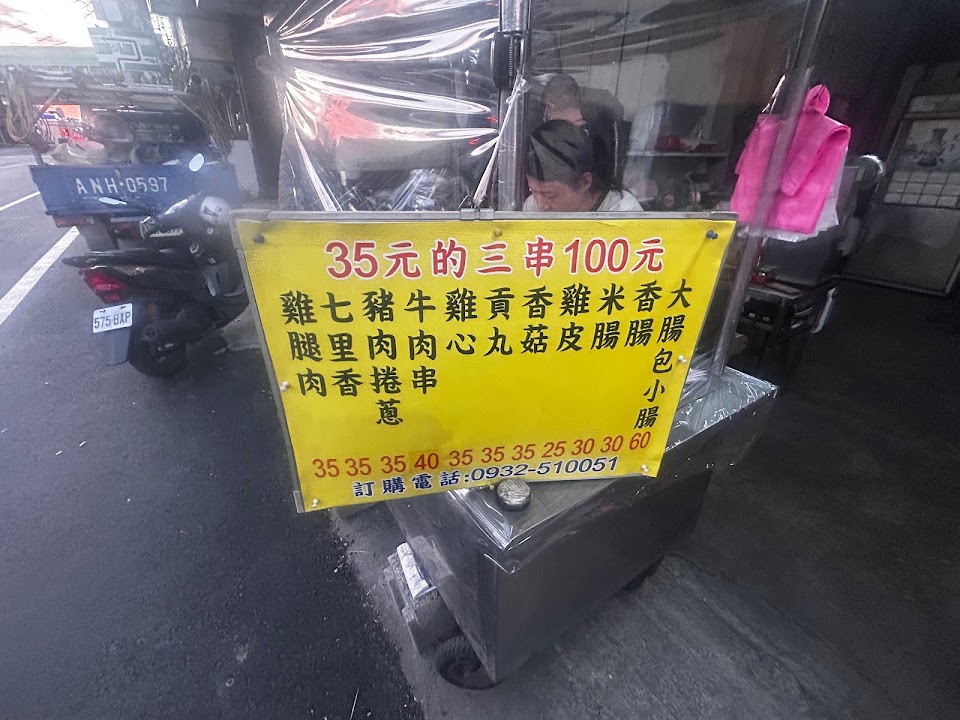 35元的三串100元
大腸包小腸
香腸
米腸
雞皮
香菇
貢丸
雞心
牛肉串
豬肉捲蔥
七里香
雞腿肉
35 35 35 40 35 35 35 25 30 30 60
訂購電話:0932-510051
ANH-0597
575-BXP